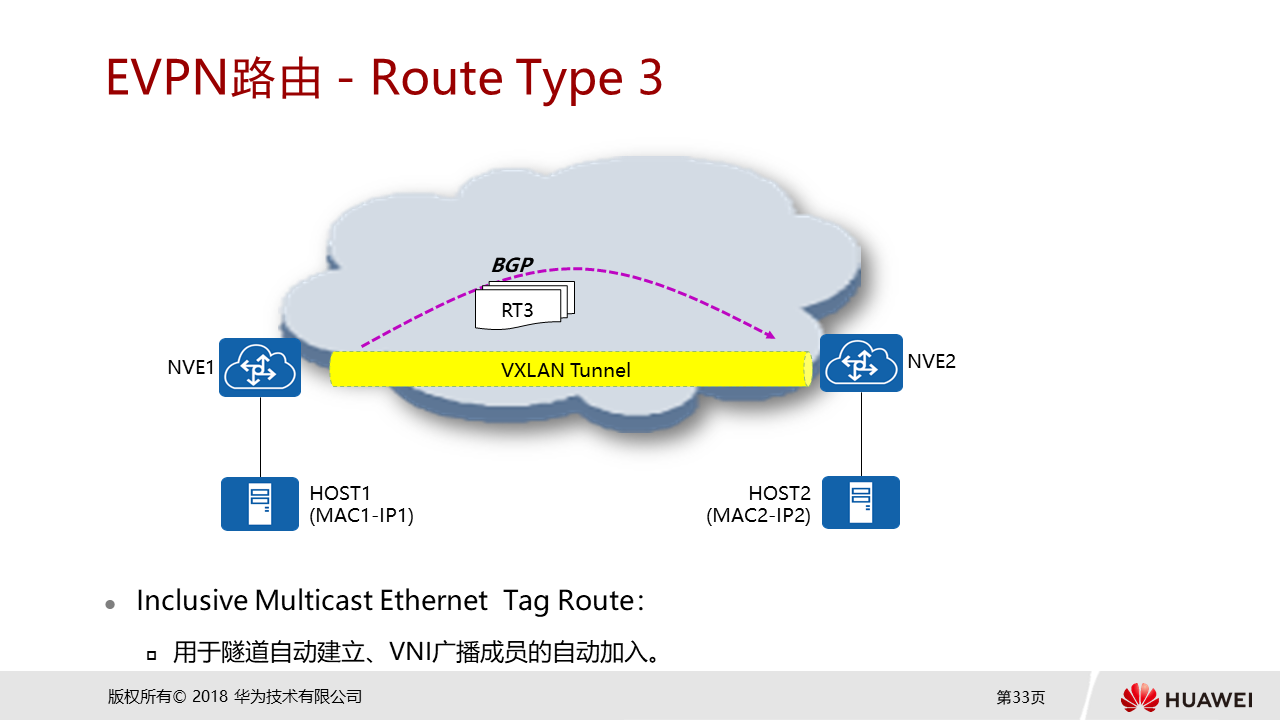 EVPN路由 - Route Type 3
BGP
RT3
NVE1
VXLAN Tunnel
NVE2
HOST1
(MAC1-IP1)
HOST2
(MAC2-IP2)
Inclusive Multicast Ethernet Tag Route：
用于隧道自动建立、VNI广播成员的自动加入。
版权所有© 2018 华为技术有限公司
第33页
HUAWEI